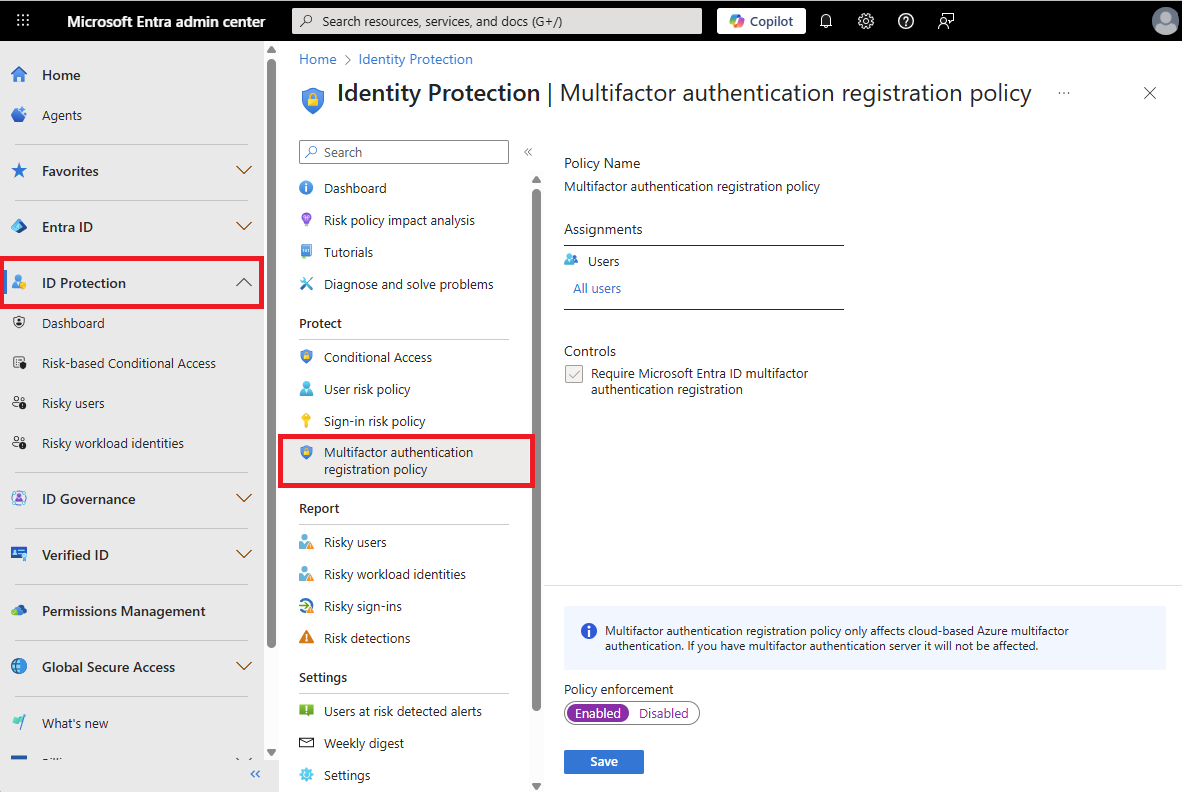 Microsoft Entra admin center
Search resources, services, and docs (G+/)
Copilot
Home
Agents
Favorites
Entra ID
ID Protection
Dashboard
Risk-based Conditional Access
Risky users
Risky workload identities
ID Governance
Verified ID
Permissions Management
Global Secure Access
What's new
Home > Identity Protection
Identity Protection | Multifactor authentication registration policy
...
Search
Dashboard
Risk policy impact analysis
Tutorials
Diagnose and solve problems
Protect
Conditional Access
User risk policy
Sign-in risk policy
Multifactor authentication
registration policy
Report
Risky users
Risky workload identities
Risky sign-ins
Risk detections
Settings
Users at risk detected alerts
Weekly digest
Settings
Policy Name
Multifactor authentication registration policy
Assignments
Users
All users
Controls
Require Microsoft Entra ID multifactor
authentication registration
Multifactor authentication registration policy only affects cloud-based Azure multifactor
authentication. If you have multifactor authentication server it will not be affected.
Policy enforcement
Enabled Disabled
Save